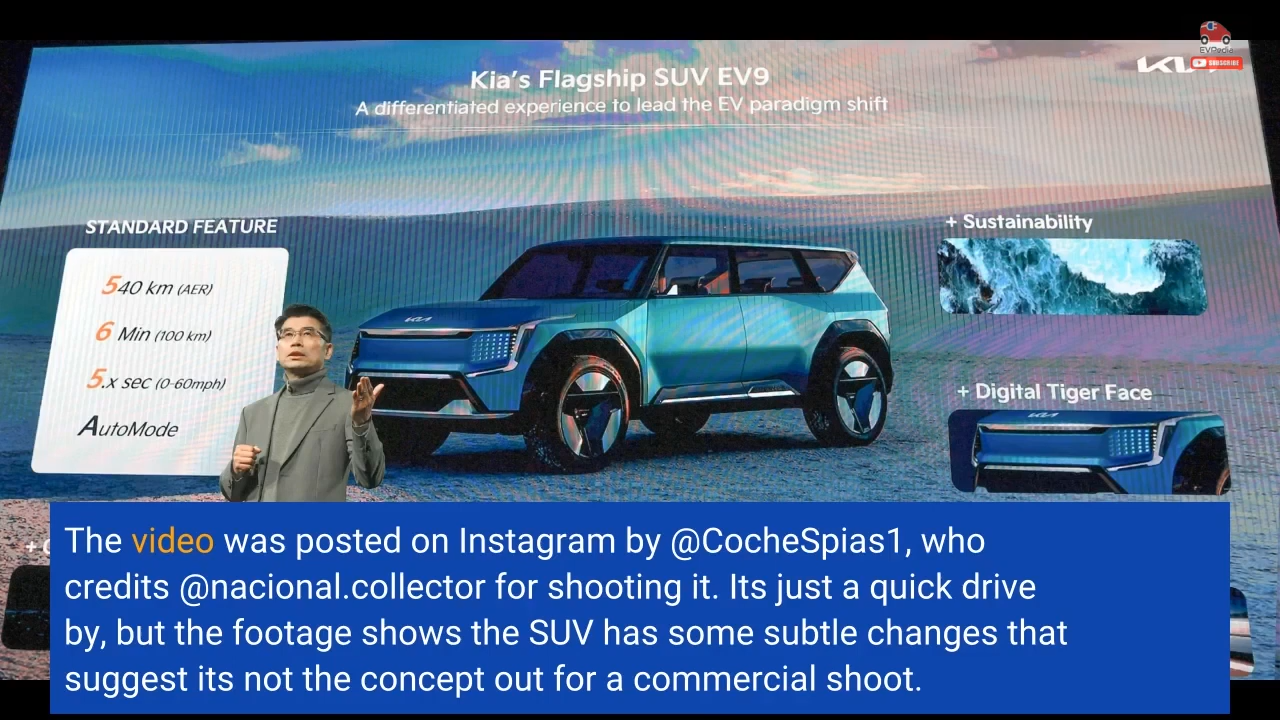 EVPedia
SUBSCRIBE
Kia's Flagship SUV EV9
A differentiated experience to lead the EV paradigm shift
STANDARD FEATURE
540 km (AER)
6 Min (100 km)
5.x sec (0-60mph)
AutoMode
+ Sustainability
+ Digital Tiger Face
The video was posted on Instagram by @CocheSpias1, who
credits @nacional.collector for shooting it. Its just a quick drive
by, but the footage shows the SUV has some subtle changes that
suggest its not the concept out for a commercial shoot.